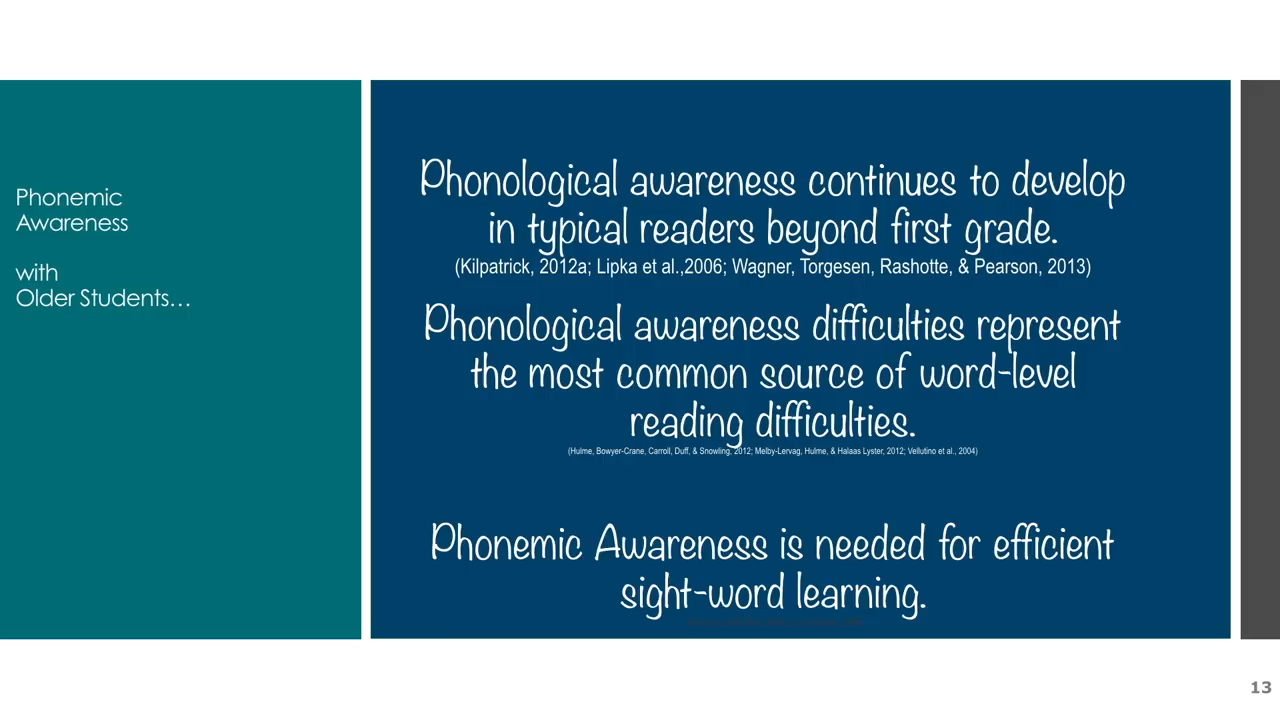 Phonemic
Awareness
with
Older Students…
Phonological awareness continues to develop
in typical readers beyond first grade.
(Kilpatrick, 2012a; Lipka et al.,2006; Wagner, Torgesen, Rashotte, & Pearson, 2013)
Phonological awareness difficulties represent
the most common source of word-level
reading difficulties.
(Hulme, Bowyer-Crane, Carroll, Duff, & Snowling, 2012; Melby-Lervag, Hulme, & Halaas Lyster, 2012; Vellutino et al., 2004)
Phonemic Awareness is needed for efficient
sight-word learning.
13